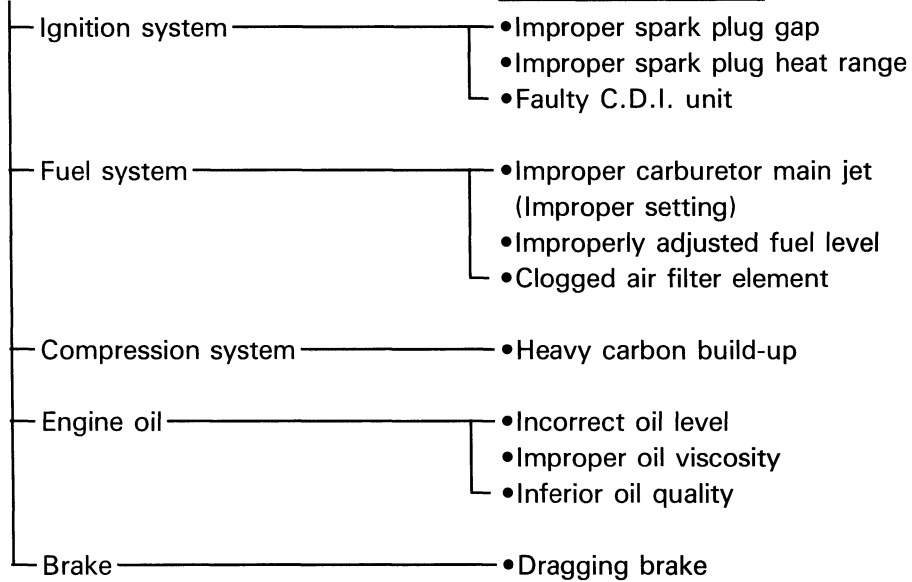 Ignition system
•Improper spark plug gap
•Improper spark plug heat range
•Faulty C.D.I. unit
Fuel system
•Improper carburetor main jet
(Improper setting)
•Improperly adjusted fuel level
•Clogged air filter element
Compression system
•Heavy carbon build-up
Engine oil
•Incorrect oil level
•Improper oil viscosity
•Inferior oil quality
Brake
•Dragging brake